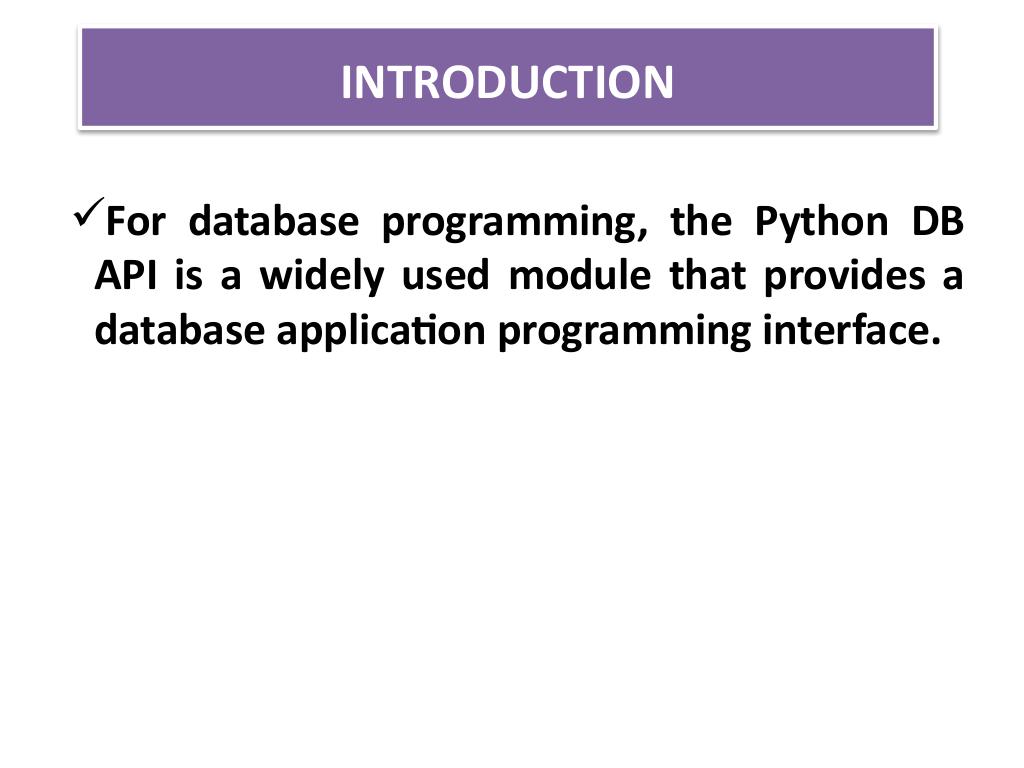 INTRODUCTION
✓For database programming, the Python DB
API is a widely used module that provides a
database application programming interface.